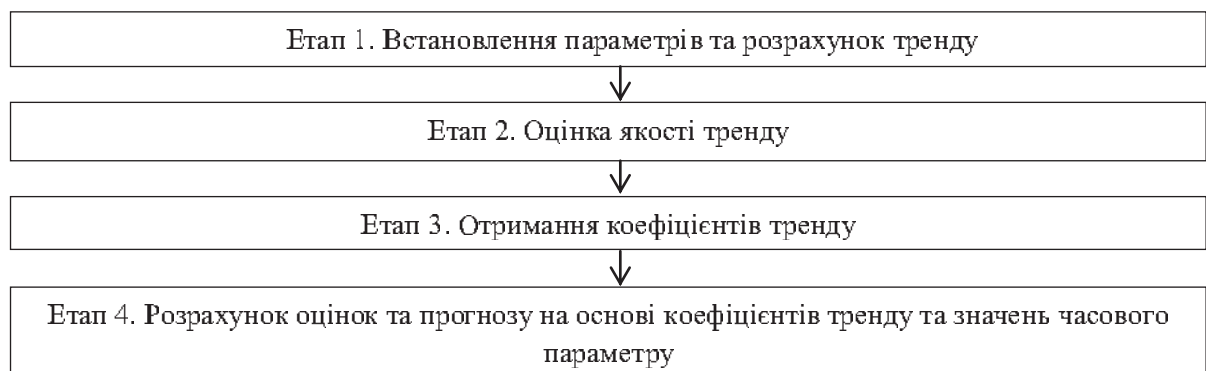 Етап 1. Встановлення параметрів та розрахунок тренду
Етап 2. Оцінка якості тренду
Етап 3. Отримання коефіцієнтів тренду
Етап 4. Розрахунок оцінок та прогнозу на основі коефіцієнтів тренду та значень часового
параметру